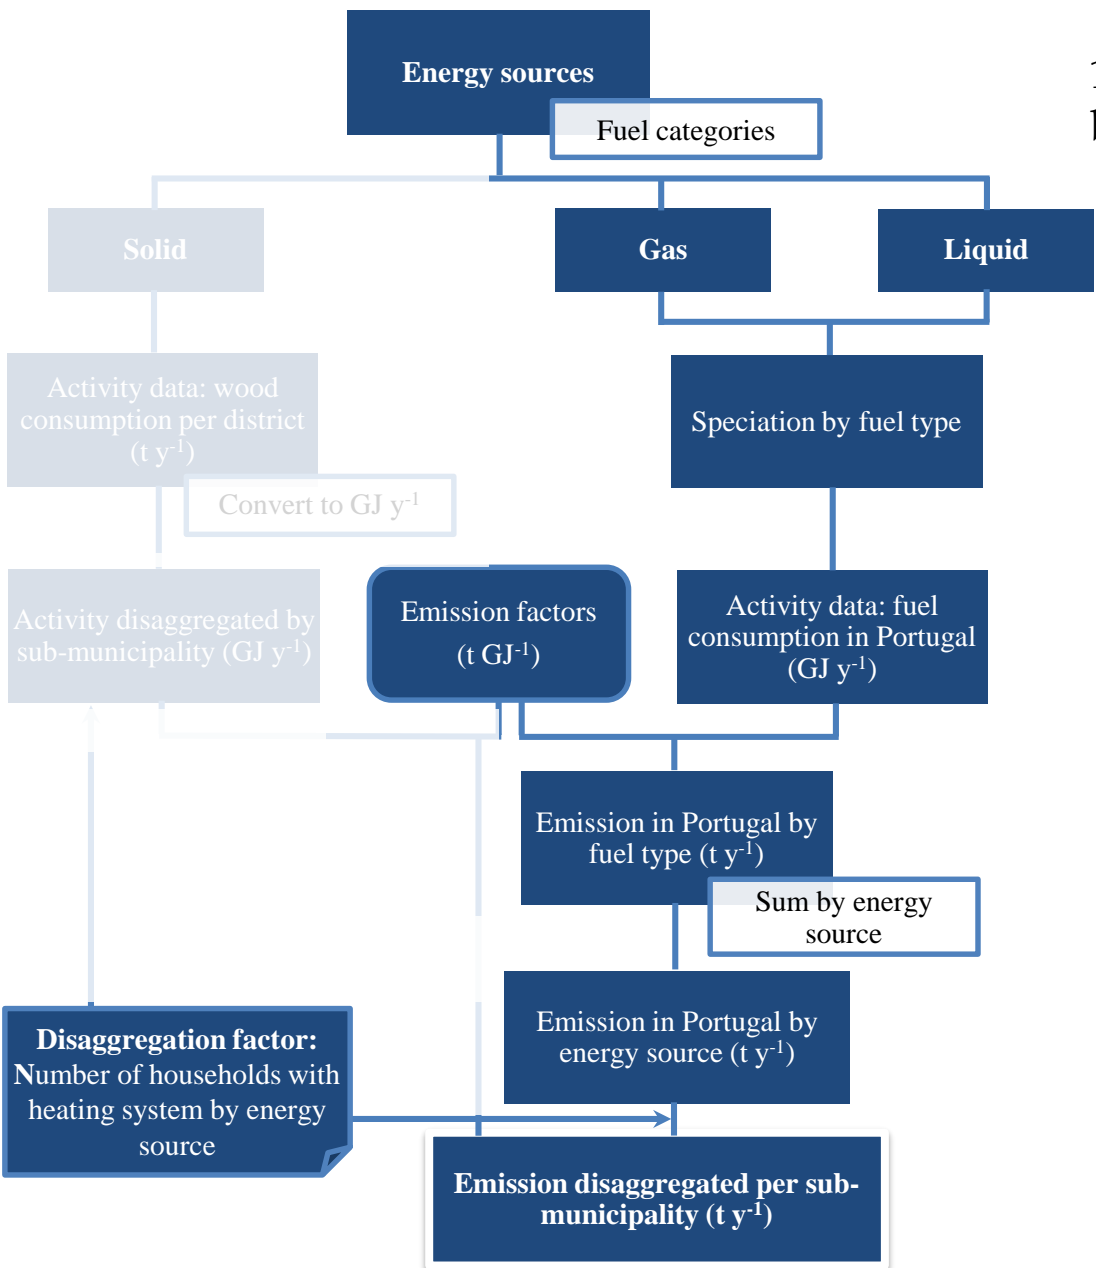 Energy sources
Fuel categories
Solid
Gas
Liquid
Activity data: wood
consumption per district
(t y⁻¹)
Speciation by fuel type
Convert to GJ y⁻¹
Activity disaggregated by
sub-municipality (GJ y⁻¹)
Emission factors
(t GJ⁻¹)
Activity data: fuel
consumption in Portugal
(GJ y⁻¹)
Emission in Portugal by
fuel type (t y⁻¹)
Sum by energy
source
Emission in Portugal by
energy source (t y⁻¹)
Disaggregation factor:
Number of households with
heating system by energy
source
Emission disaggregated per sub-
municipality (t y⁻¹)